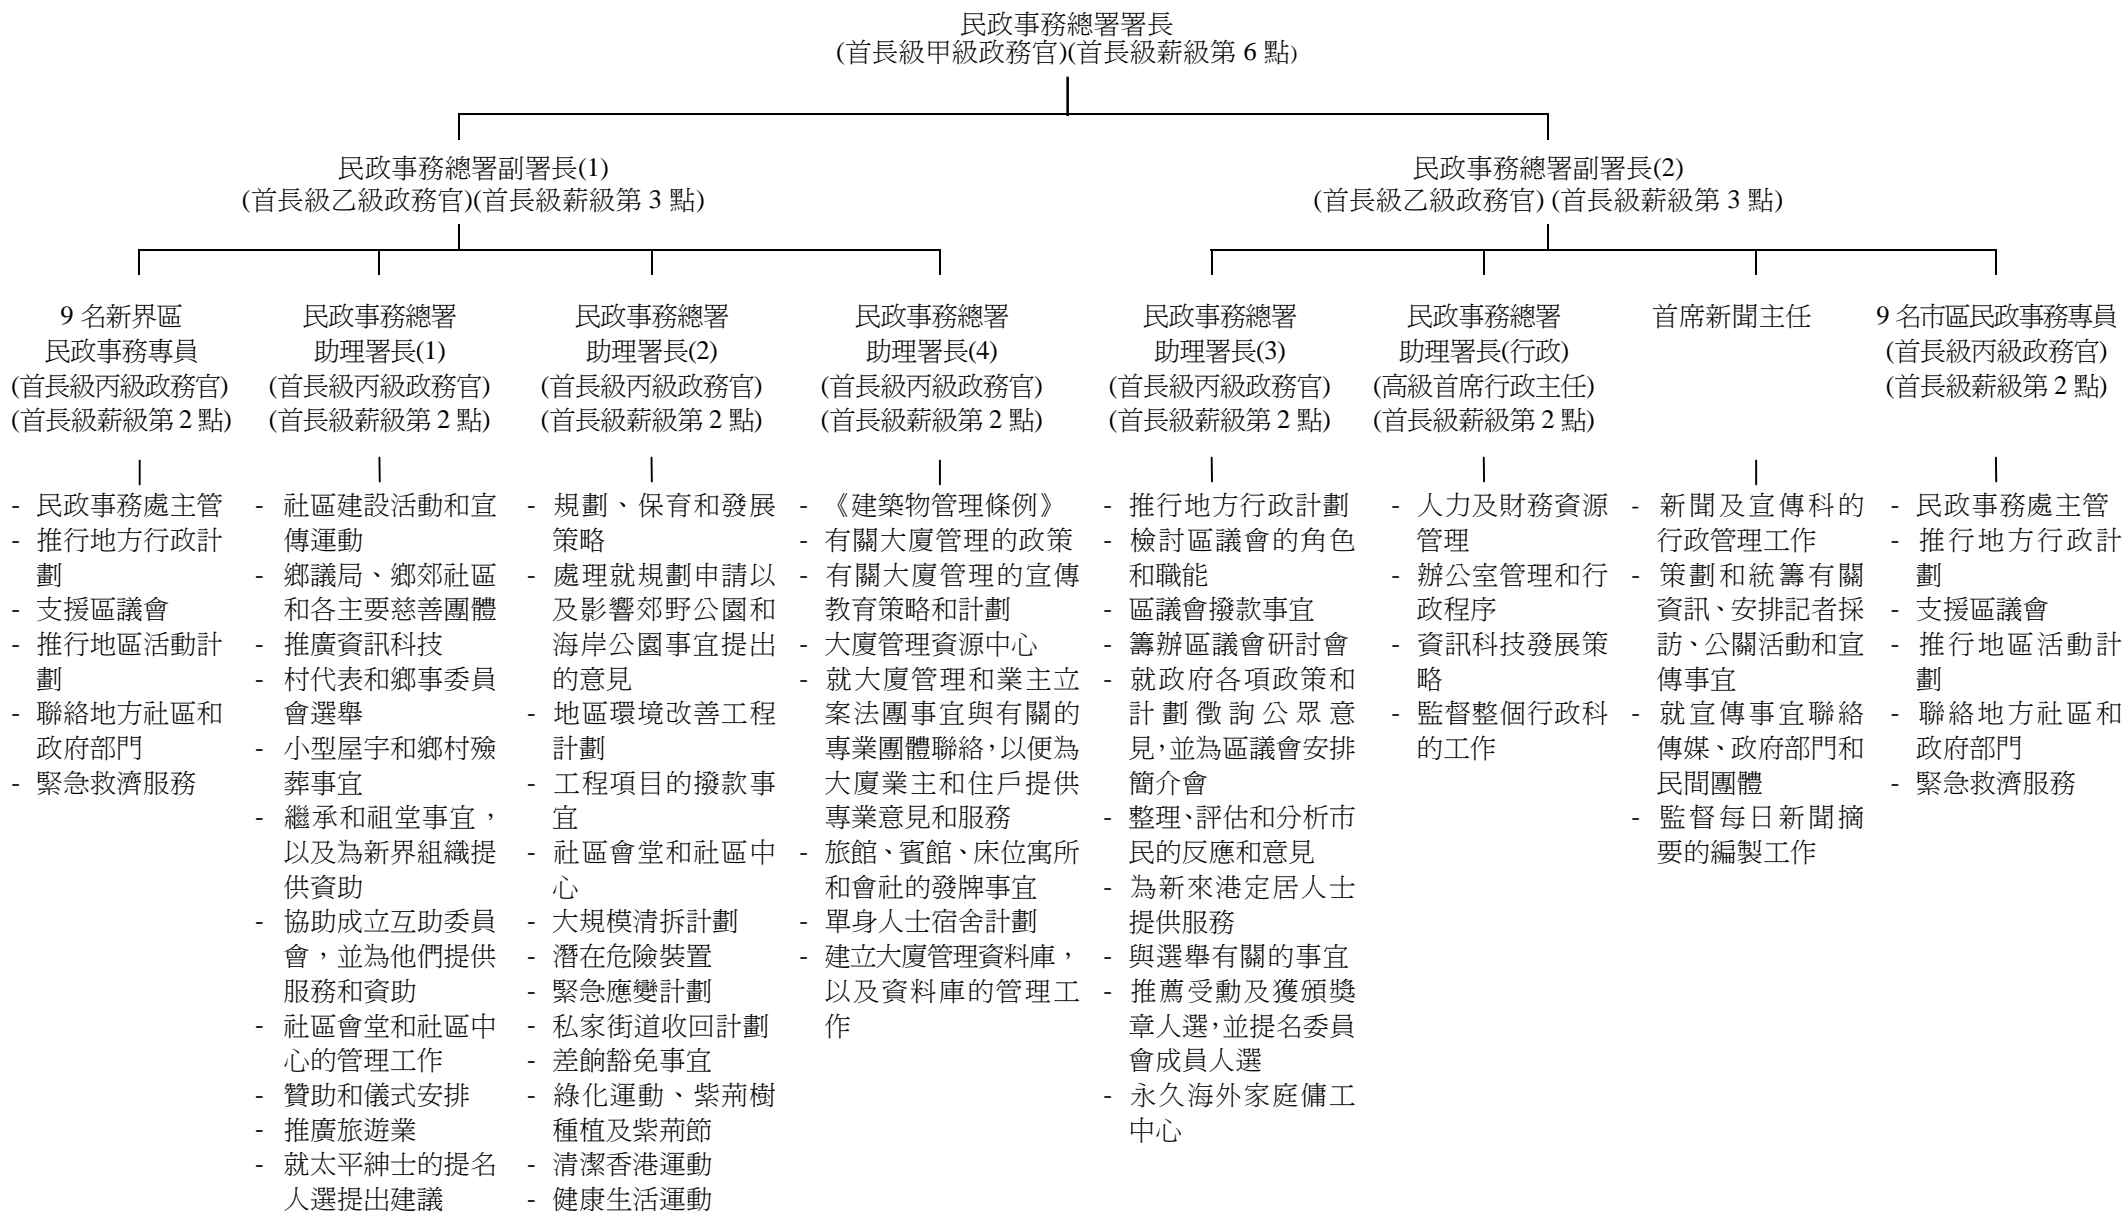 民政事務總署署長
(首長級甲級政務官)(首長級薪級第 6 點)
民政事務總署副署長(1)
(首長級乙級政務官)(首長級薪級第 3 點)
民政事務總署副署長(2)
(首長級乙級政務官) (首長級薪級第 3 點)
9 名新界區
民政事務專員
(首長級丙級政務官)
(首長級薪級第 2 點)
- 民政事務處主管
- 推行地方行政計
劃
- 支援區議會
- 推行地區活動計
劃
- 聯絡地方社區和
政府部門
- 緊急救濟服務
民政事務總署
助理署長(1)
(首長級丙級政務官)
(首長級薪級第 2 點)
- 社區建設活動和宣
傳運動
- 鄉議局、鄉郊社區
和各主要慈善團體
- 推廣資訊科技
- 村代表和鄉事委員
會選舉
- 小型屋宇和鄉村殮
葬事宜
- 繼承和祖堂事宜，
以及為新界組織提
供資助
- 協助成立互助委員
會，並為他們提供
服務和資助
- 社區會堂和社區中
心的管理工作
- 贊助和儀式安排
- 推廣旅遊業
- 就太平紳士的提名
人選提出建議
民政事務總署
助理署長(2)
(首長級丙級政務官)
(首長級薪級第 2 點)
- 規劃、保育和發展
策略
- 處理就規劃申請以
及影響郊野公園和
海岸公園事宜提出
的意見
- 地區環境改善工程
計劃
- 工程項目的撥款事
宜
- 社區會堂和社區中
心
- 大規模清拆計劃
- 潛在危險裝置
- 緊急應變計劃
- 私家街道收回計劃
- 差餉豁免事宜
- 綠化運動、紫荊樹
種植及紫荊節
- 清潔香港運動
- 健康生活運動
民政事務總署
助理署長(4)
(首長級丙級政務官)
(首長級薪級第 2 點)
- 《建築物管理條例》
- 有關大廈管理的政策
- 有關大廈管理的宣傳
教育策略和計劃
- 大廈管理資源中心
- 就大廈管理和業主立
案法團事宜與有關的
專業團體聯絡，以便為
大廈業主和住戶提供
專業意見和服務
- 旅館、賓館、床位寓所
和會社的發牌事宜
- 單身人士宿舍計劃
- 建立大廈管理資料庫，
以及資料庫的管理工
作
民政事務總署
助理署長(3)
(首長級丙級政務官)
(首長級薪級第 2 點)
- 推行地方行政計劃
- 檢討區議會的角色
和職能
- 區議會撥款事宜
- 籌辦區議會研討會
- 就政府各項政策和
計劃徵詢公眾意
見，並為區議會安排
簡介會
- 整理、評估和分析市
民的反應和意見
- 為新來港定居人士
提供服務
- 與選舉有關的事宜
- 推薦受勳及獲頒獎
章人選，並提名委員
會成員人選
- 永久海外家庭傭工
中心
民政事務總署
助理署長(行政)
(高級首席行政主任)
(首長級薪級第 2 點)
- 人力及財務資源
管理
- 辦公室管理和行
政程序
- 資訊科技發展策
略
- 監督整個行政科
的工作
首席新聞主任
- 新聞及宣傳科的
行政管理工作
- 策劃和統籌有關
資訊、安排記者採
訪、公關活動和宣
傳事宜
- 就宣傳事宜聯絡
傳媒、政府部門和
民間團體
- 監督每日新聞摘
要的編製工作
9 名市區民政事務專員
(首長級丙級政務官)
(首長級薪級第 2 點)
- 民政事務處主管
- 推行地方行政計
劃
- 支援區議會
- 推行地區活動計
劃
- 聯絡地方社區和
政府部門
- 緊急救濟服務